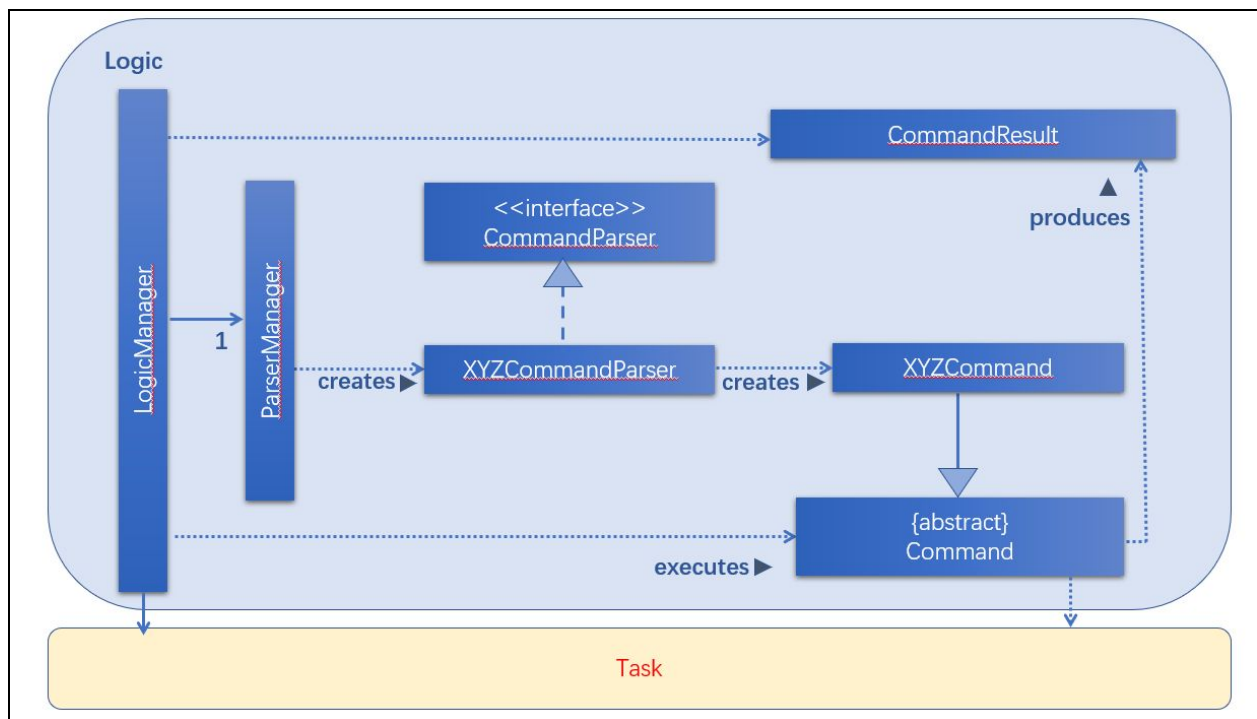 Logic
CommandResult
<<interface>>
CommandParser
▲
produces
LogicManager
ParserManager
1
creates ▶
XYZCommandParser
creates ▶
XYZCommand
{abstract}
Command
executes ▶
Task